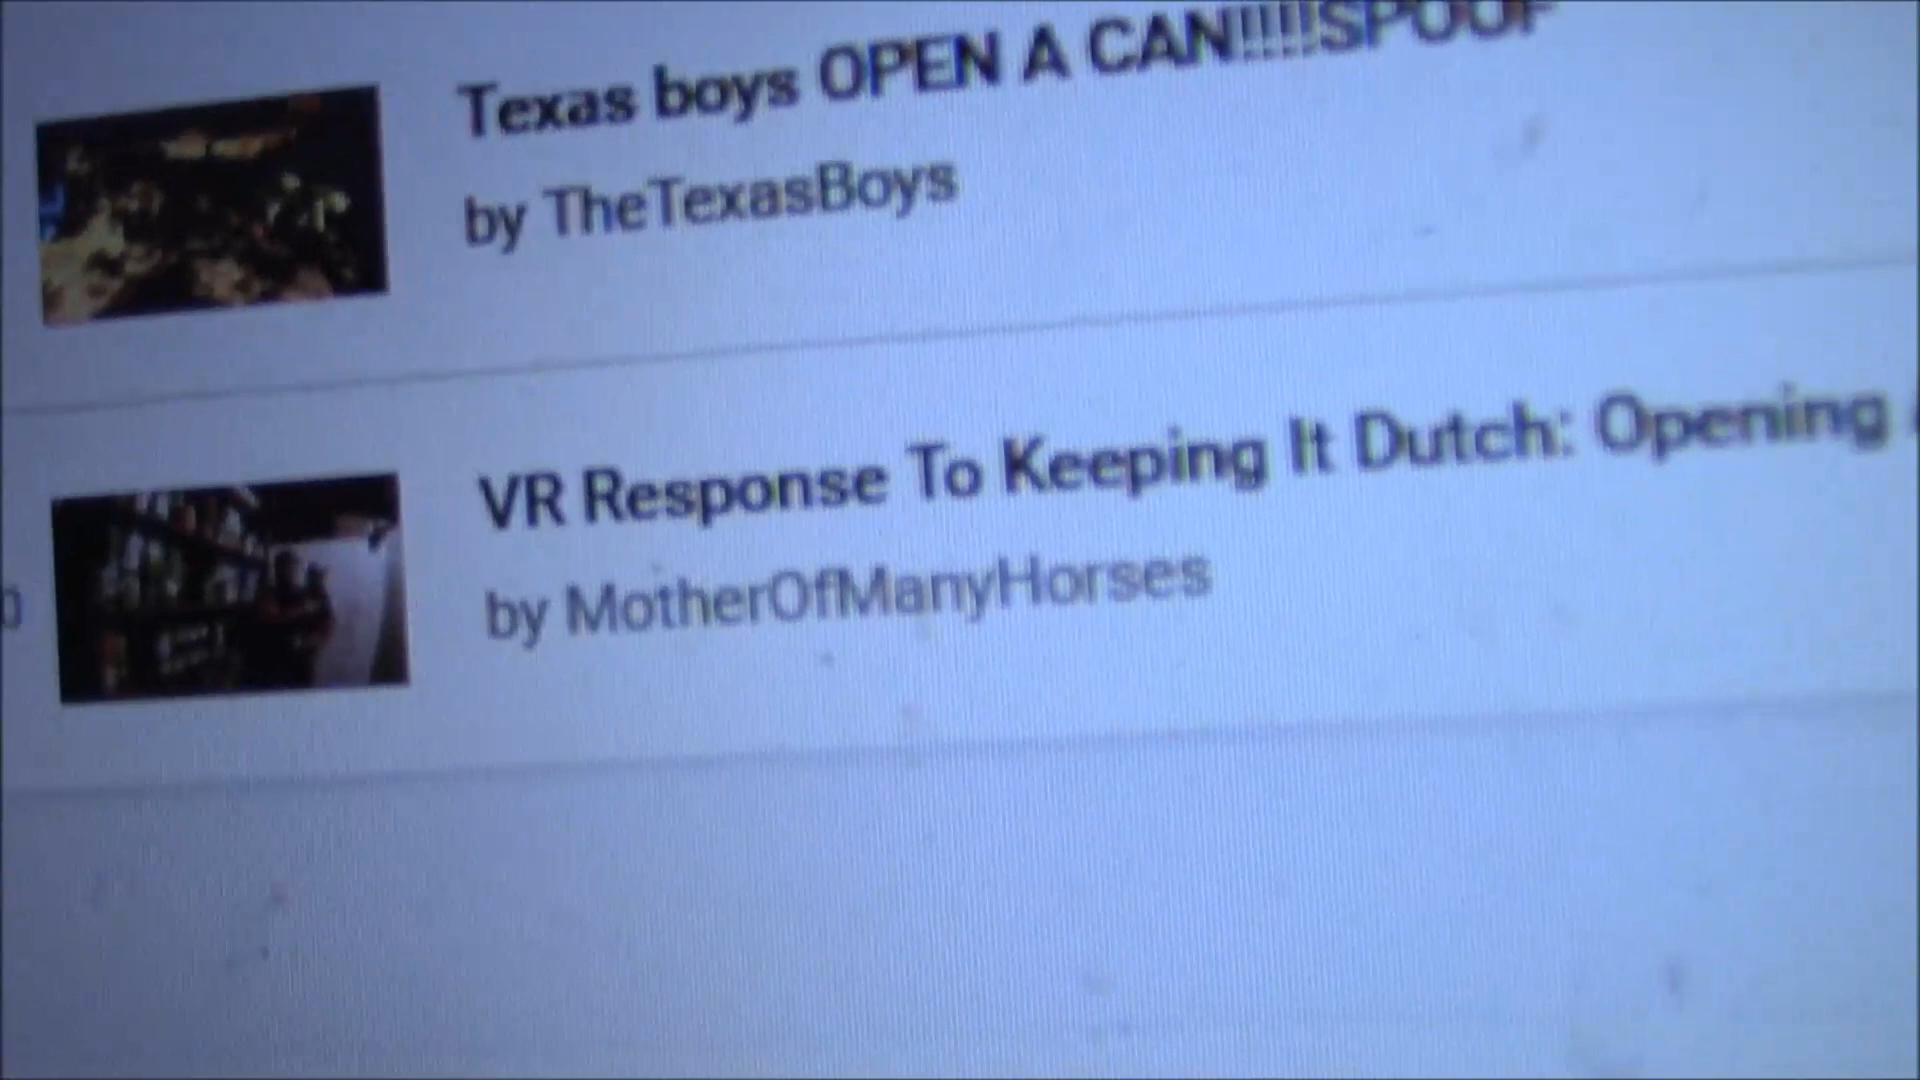 Texas boys OPEN A CAN!!!!!SPOOF
by TheTexasBoys
VR Response To Keeping It Dutch: Opening
by MotherOfManyHorses